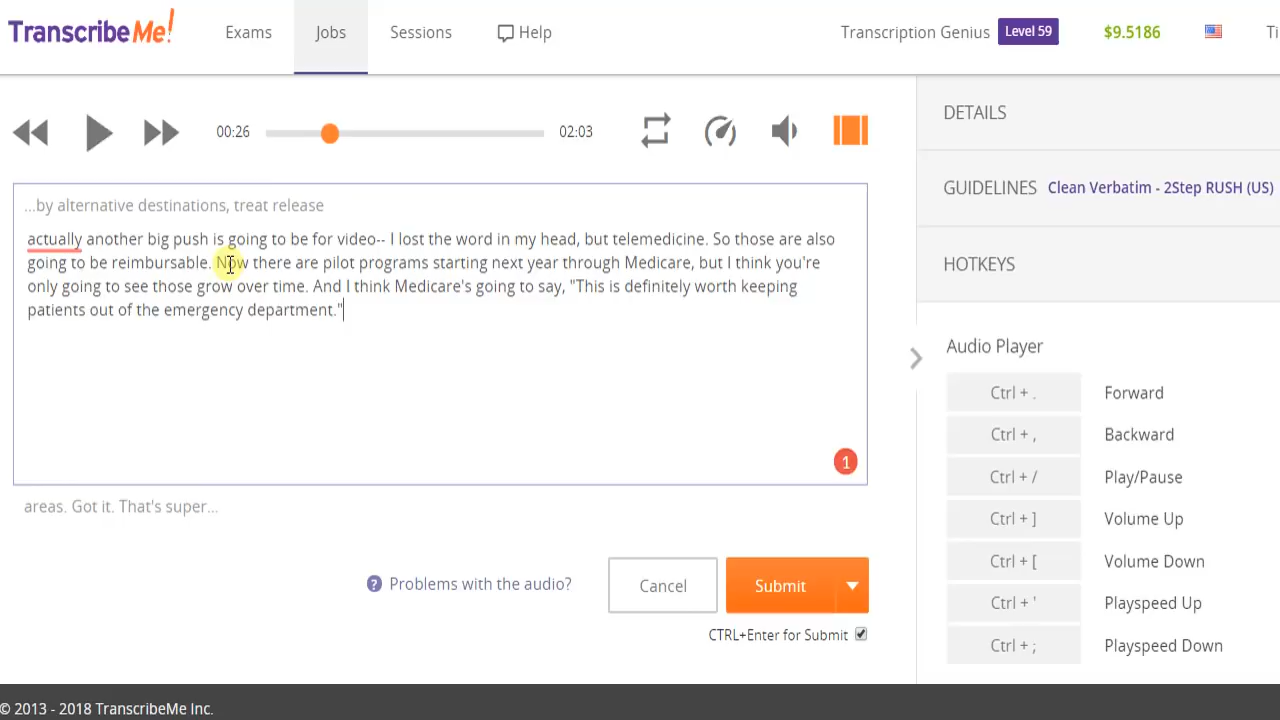 TranscribeMe!
Exams
Jobs
Sessions
Help
Transcription Genius
Level 59
$9.5186
Ti
00:26
02:03
...by alternative destinations, treat release
actually another big push is going to be for video-- I lost the word in my head, but telemedicine. So those are also
going to be reimbursable. Now there are pilot programs starting next year through Medicare, but I think you're
only going to see those grow over time. And I think Medicare's going to say, "This is definitely worth keeping
patients out of the emergency department."
1
areas. Got it. That's super...
? Problems with the audio?
Cancel
Submit
CTRL+Enter for Submit
DETAILS
GUIDELINES Clean Verbatim - 2Step RUSH (US)
HOTKEYS
Audio Player
Ctrl + . Forward
Ctrl + , Backward
Ctrl + / Play/Pause
Ctrl + ] Volume Up
Ctrl + [ Volume Down
Ctrl + ' Playspeed Up
Ctrl + ; Playspeed Down
© 2013 - 2018 TranscribeMe Inc.